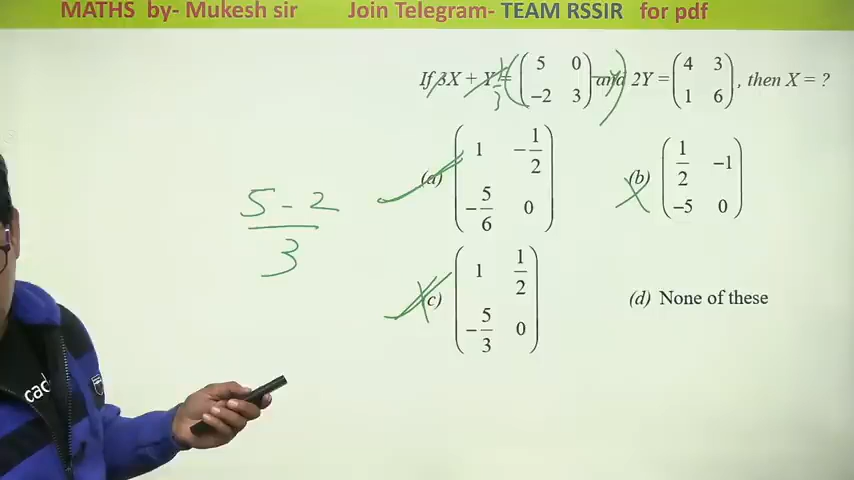 MATHS by- Mukesh sir Join Telegram- TEAM RSSIR for pdf
If 3X + Y = ( 5 0 ; -2 3 ) and 2Y = ( 4 3 ; 1 6 ) , then X = ?
(a) ( 1 -1/2 ; -5/6 0 )
(b) ( 1/2 -1 ; -5 0 )
5 - 2
3
(c) ( 1 1/2 ; -5/3 0 )
(d) None of these
cad